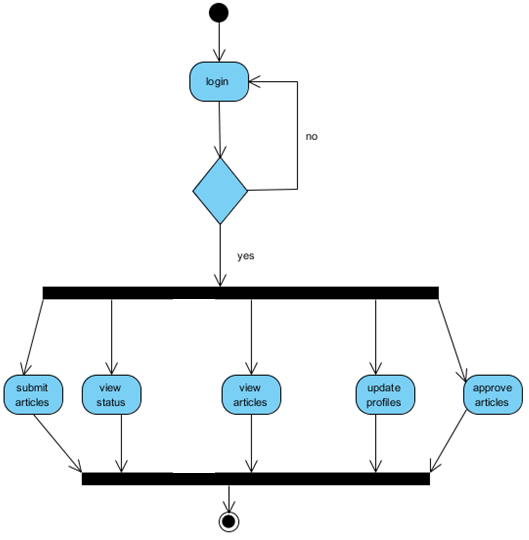 login
no
yes
submit
articles
view
status
view
articles
update
profiles
approve
articles